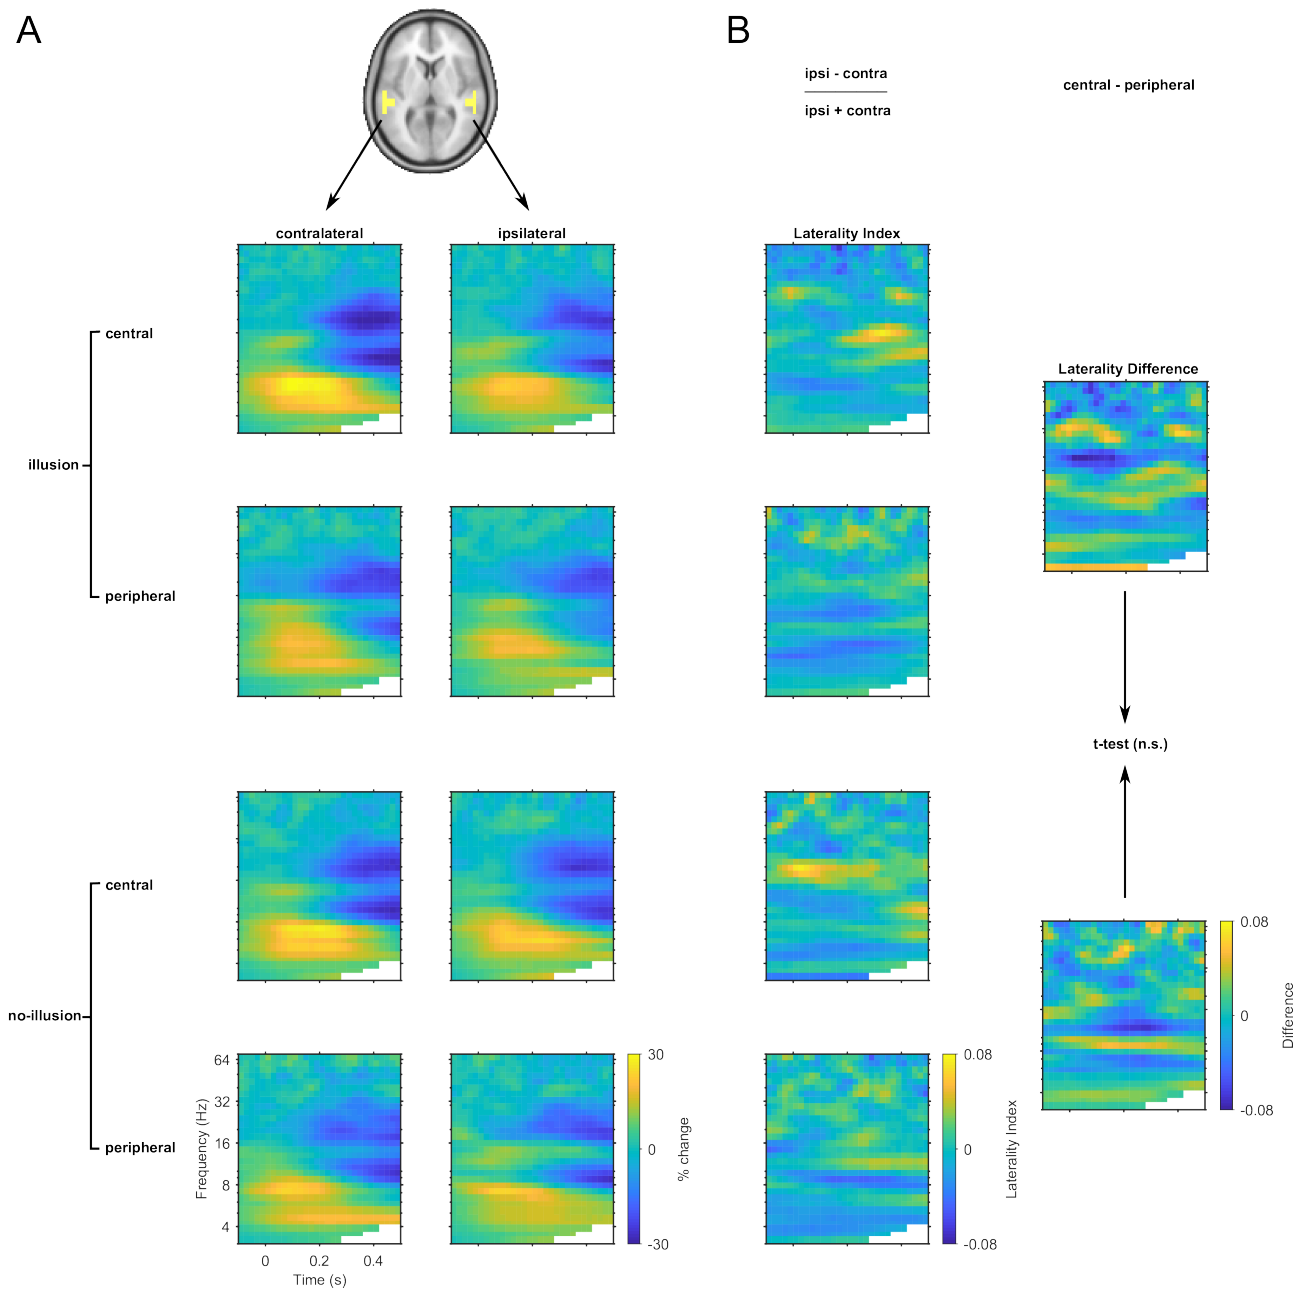 A
B
ipsi - contra
ipsi + contra
central - peripheral
contralateral
ipsilateral
Laterality Index
central
illusion
peripheral
Laterality Difference
t-test (n.s.)
central
no-illusion
peripheral
64
32
16
8
4
Frequency (Hz)
0
0.2
0.4
Time (s)
30
0
-30
% change
0.08
0
-0.08
Laterality Index
0.08
0
-0.08
Difference